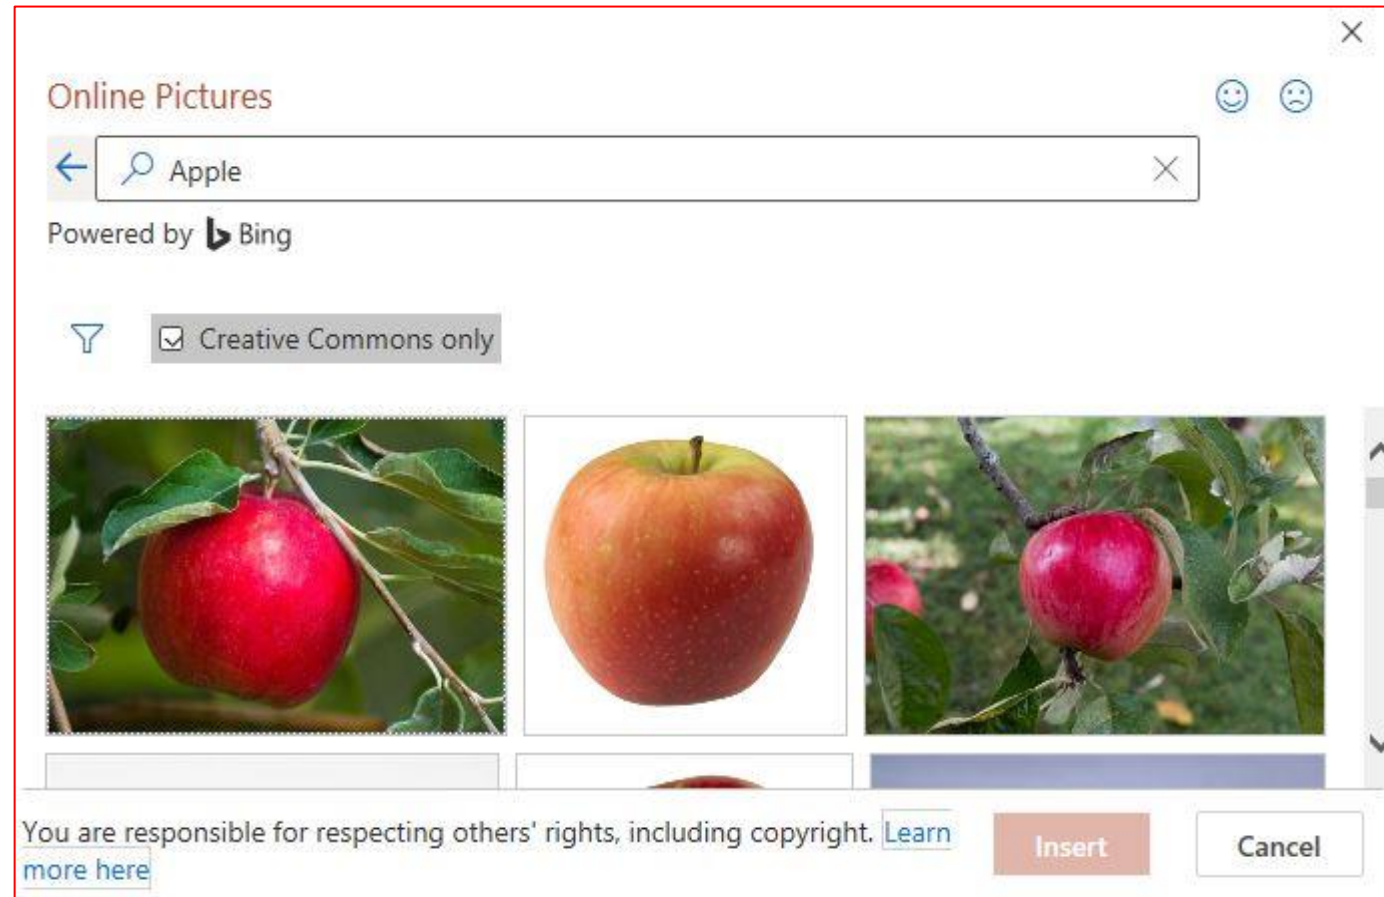 Online Pictures
Apple
Powered by Bing
Creative Commons only
You are responsible for respecting others' rights, including copyright. Learn
more here
Insert
Cancel